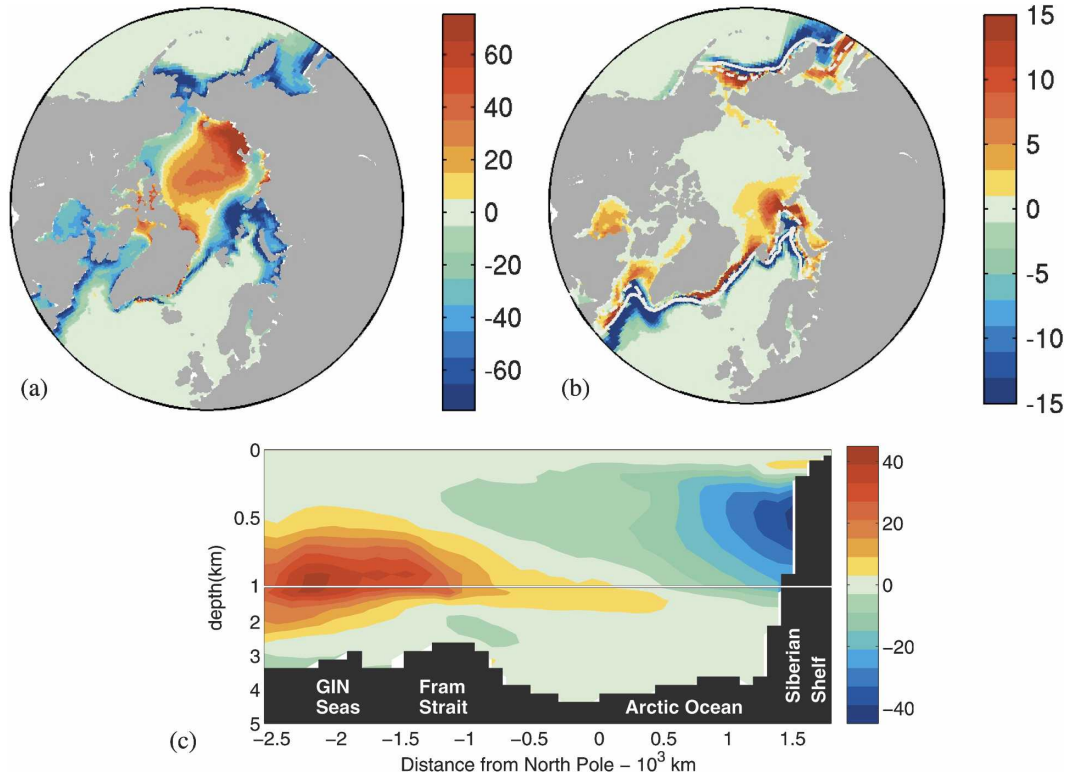 60
40
20
0
-20
-40
-60
(a)
15
10
5
0
-5
-10
-15
(b)
0
0.5
1
2
3
4
5
depth(km)
GIN
Seas
Fram
Strait
Arctic Ocean
Siberian
Shelf
40
20
0
-20
-40
(c)
-2.5 -2 -1.5 -1 -0.5 0 0.5 1 1.5
Distance from North Pole - 10³ km